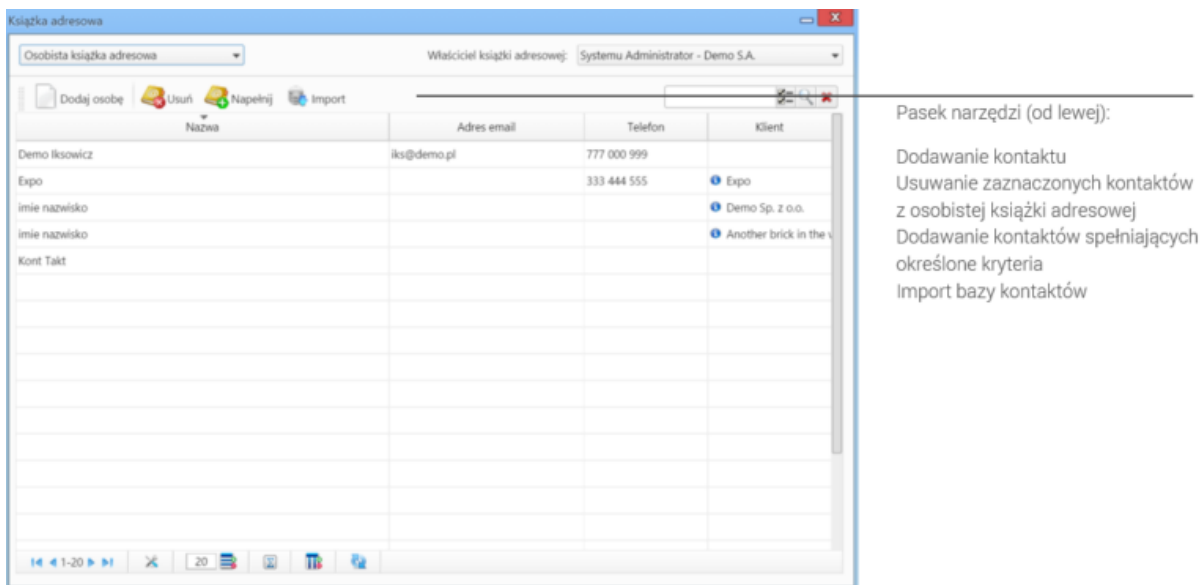 Książka adresowa
Osobista książka adresowa
Właściciel książki adresowej: Systemu Administrator - Demo S.A.
Dodaj osobę Usuń Napełnij Import
Nazwa Adres email Telefon Klient
Demo Iksowicz iks@demo.pl 777 000 999
Expo 333 444 555 Expo
imie nazwisko Demo Sp. z o.o.
imie nazwisko Another brick in the w
Kont Takt
1-20 20
Pasek narzędzi (od lewej):
Dodawanie kontaktu
Usuwanie zaznaczonych kontaktów
z osobistej książki adresowej
Dodawanie kontaktów spełniających
określone kryteria
Import bazy kontaktów